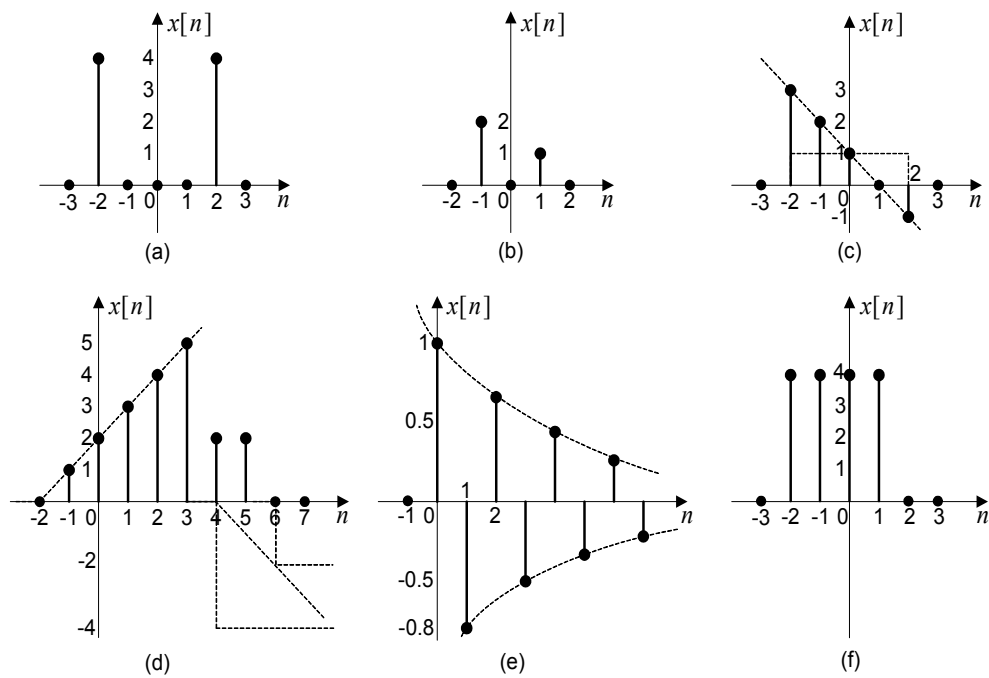 x[n]
4
3
2
1
-3 -2 -1 0 1 2 3 n
(a)
x[n]
2
1
-2 -1 0 1 2 n
(b)
x[n]
3
2
1
2
-3 -2 -1 0 1 3 n
-1
(c)
x[n]
5
4
3
2
1
-2 -1 0 1 2 3 4 5 6 7 n
-2
-4
(d)
x[n]
1
0.5
1
-1 0 2 n
-0.5
-0.8
(e)
x[n]
4
3
2
1
-3 -2 -1 0 1 2 3 n
(f)